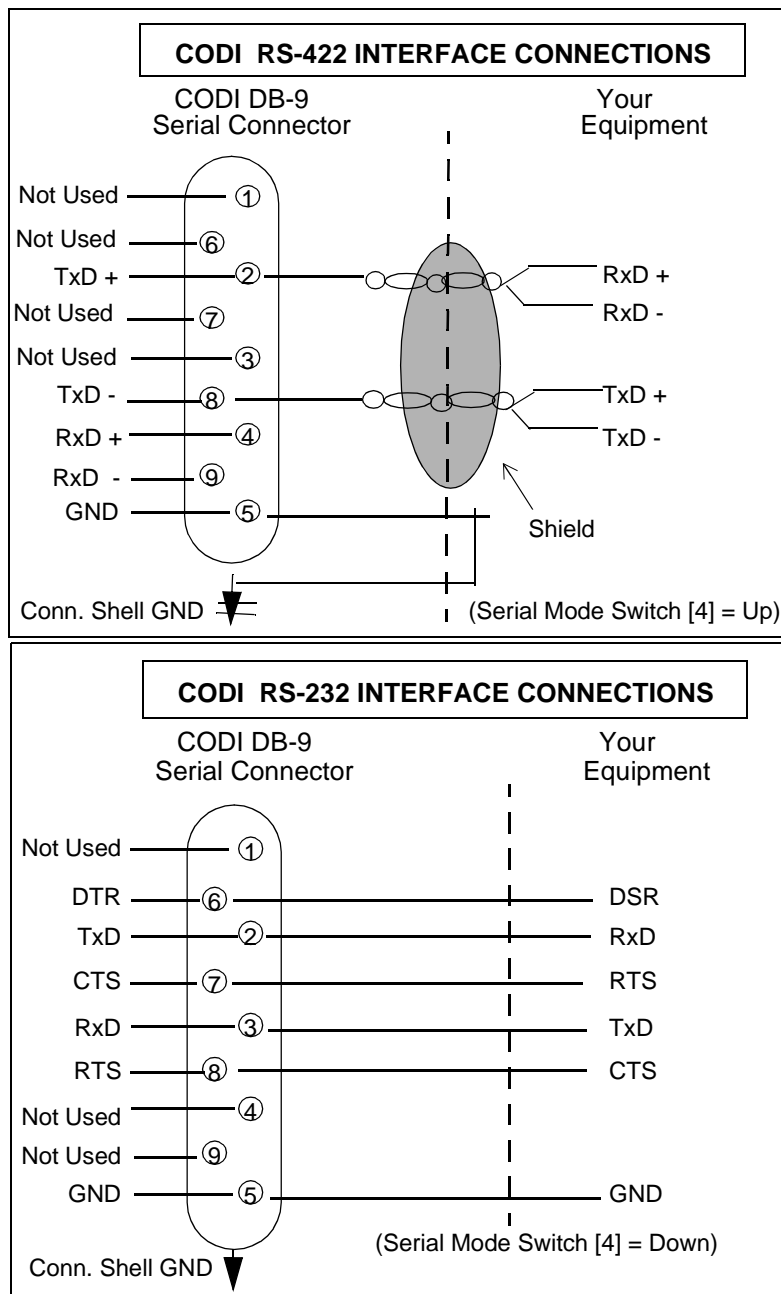 CODI RS-422 INTERFACE CONNECTIONS
CODI DB-9
Serial Connector
Your
Equipment
Not Used 1
Not Used 6
TxD + 2 RxD +
RxD -
Not Used 7
Not Used 3
TxD - 8 TxD +
RxD + 4 TxD -
RxD - 9
GND 5
Shield
Conn. Shell GND
(Serial Mode Switch [4] = Up)
CODI RS-232 INTERFACE CONNECTIONS
CODI DB-9
Serial Connector
Your
Equipment
Not Used 1
DTR 6 DSR
TxD 2 RxD
CTS 7 RTS
RxD 3 TxD
RTS 8 CTS
Not Used 4
Not Used 9
GND 5 GND
(Serial Mode Switch [4] = Down)
Conn. Shell GND